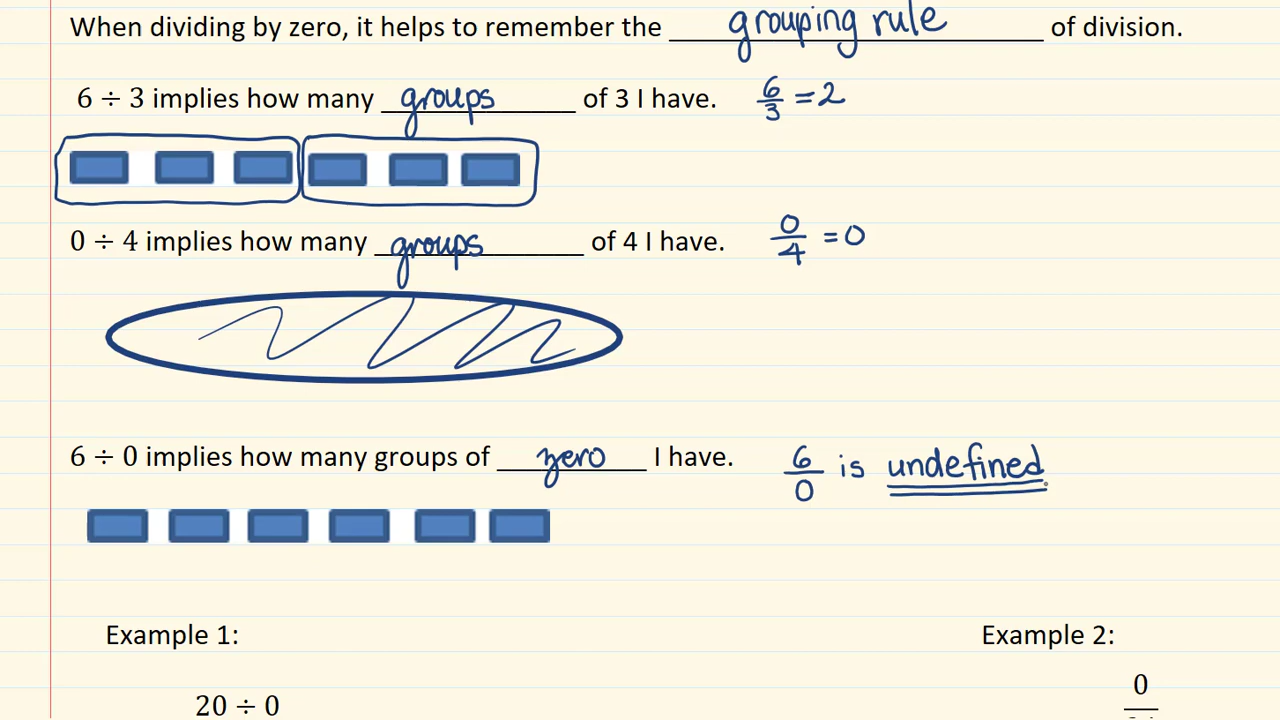 When dividing by zero, it helps to remember the grouping rule of division.
6 ÷ 3 implies how many groups of 3 I have. 6/3 = 2
0 ÷ 4 implies how many groups of 4 I have. 0/4 = 0
6 ÷ 0 implies how many groups of zero I have. 6/0 is undefined.
Example 1: Example 2:
20 ÷ 0 0